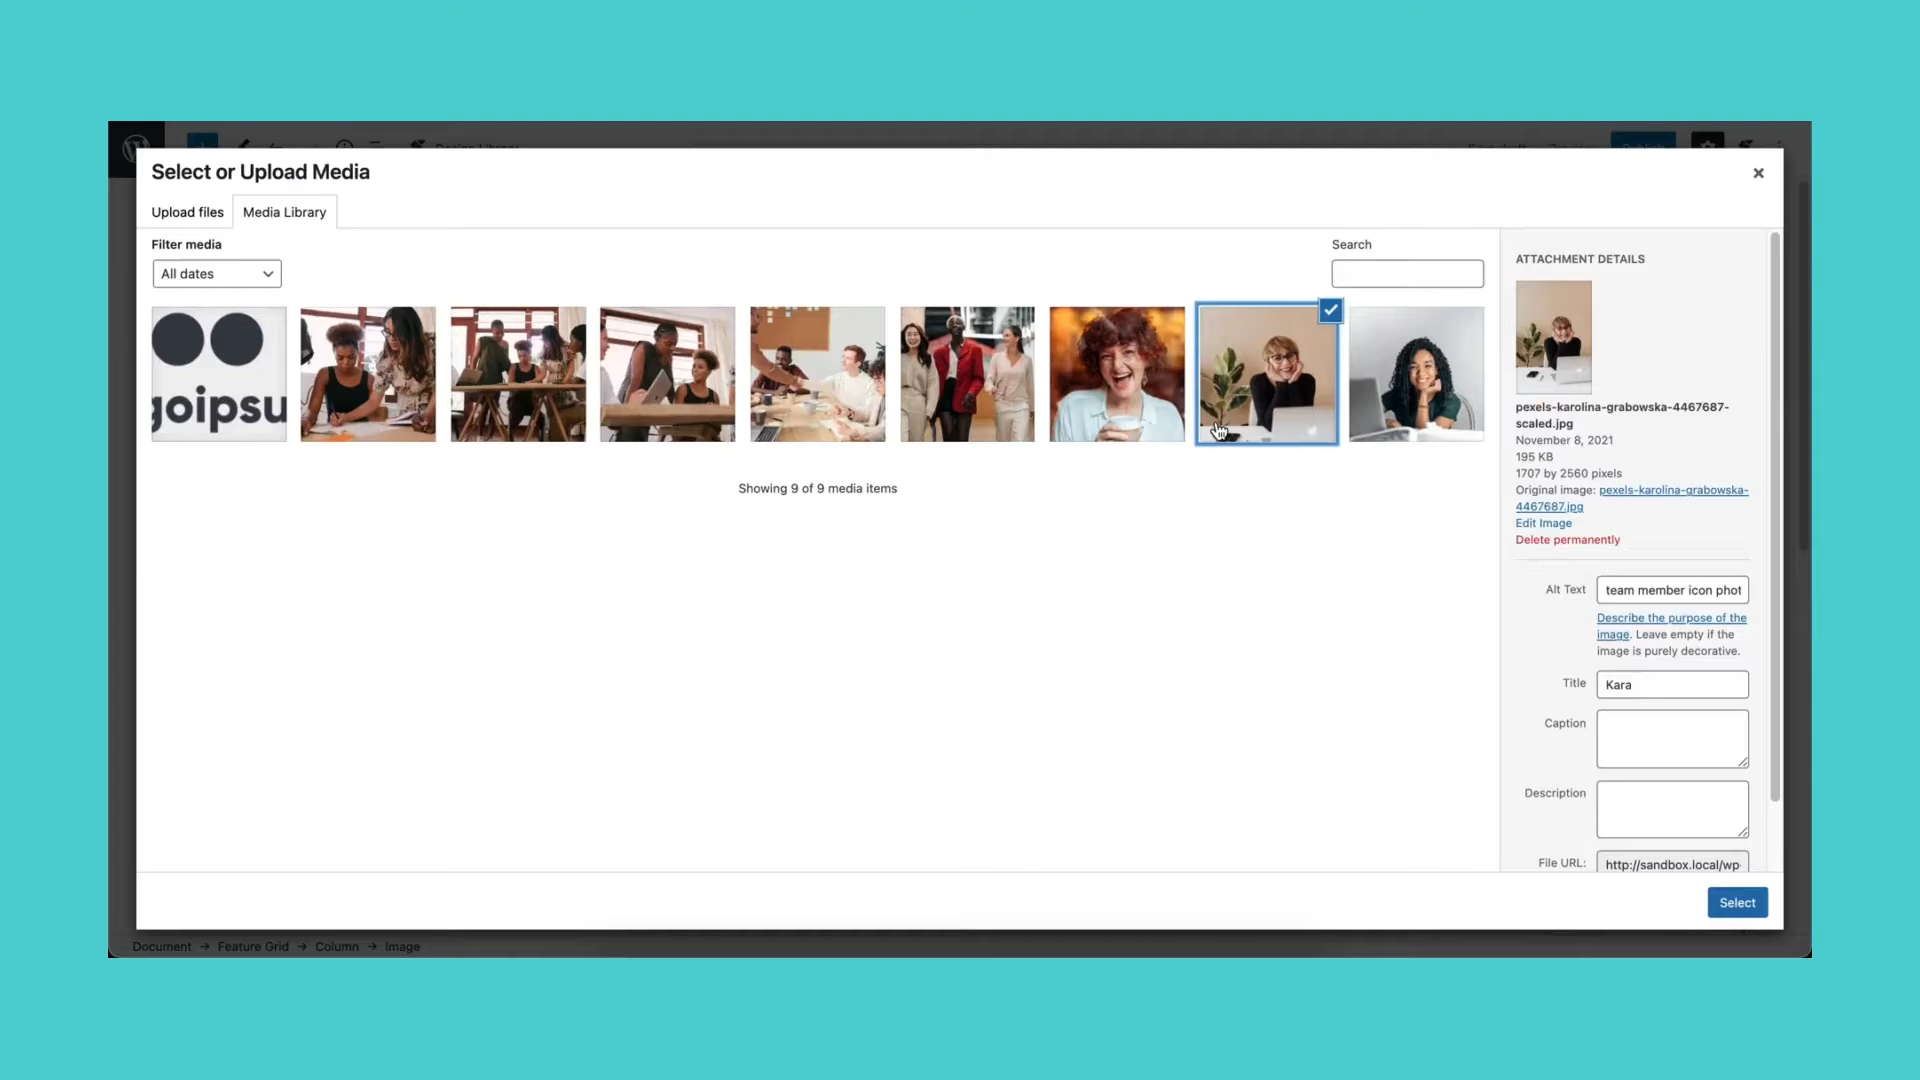 Select or Upload Media
Upload files
Media Library
Filter media
All dates
Search
goipsu
Showing 9 of 9 media items
ATTACHMENT DETAILS
pexels-karolina-grabowska-4467687-
scaled.jpg
November 8, 2021
195 KB
1707 by 2560 pixels
Original image: pexels-karolina-grabowska-
4467687.jpg
Edit Image
Delete permanently
Alt Text
team member icon phot
Describe the purpose of the
image. Leave empty if the
image is purely decorative.
Title
Kara
Caption
Description
File URL:
http://sandbox.local/wp-
Select
Document → Feature Grid → Column → Image